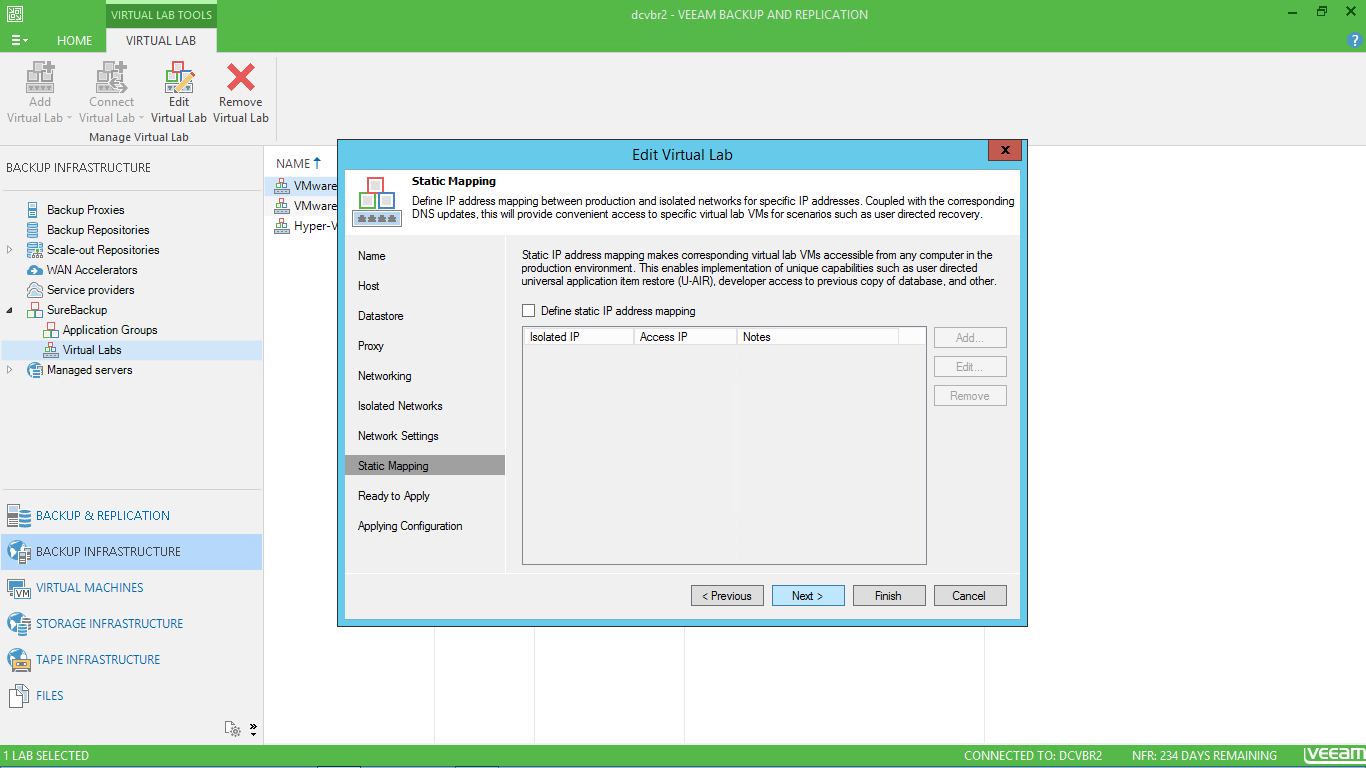 VIRTUAL LAB TOOLS
dcvbr2 – VEEAM BACKUP AND REPLICATION
HOME
VIRTUAL LAB
?
Add Virtual Lab
Connect Virtual Lab
Edit Virtual Lab
Remove Virtual Lab
Manage Virtual Lab
BACKUP INFRASTRUCTURE
Backup Proxies
Backup Repositories
Scale-out Repositories
WAN Accelerators
Service providers
SureBackup
Application Groups
Virtual Labs
Managed servers
BACKUP & REPLICATION
BACKUP INFRASTRUCTURE
VM
VIRTUAL MACHINES
STORAGE INFRASTRUCTURE
TAPE INFRASTRUCTURE
FILES
NAME
VMware
VMware
Hyper-V
Edit Virtual Lab
x
Static Mapping
Define IP address mapping between production and isolated networks for specific IP addresses. Coupled with the corresponding
DNS updates, this will provide convenient access to specific virtual lab VMs for scenarios such as user directed recovery.
Name
Host
Datastore
Proxy
Networking
Isolated Networks
Network Settings
Static Mapping
Ready to Apply
Applying Configuration
Static IP address mapping makes corresponding virtual lab VMs accessible from any computer in the
production environment. This enables implementation of unique capabilities such as user directed
universal application item restore (U-AIR), developer access to previous copy of database, and other.
Define static IP address mapping
Isolated IP
Access IP
Notes
Add...
Edit...
Remove
< Previous
Next >
Finish
Cancel
1 LAB SELECTED
CONNECTED TO: DCVBR2
NFR: 234 DAYS REMAINING
veeam